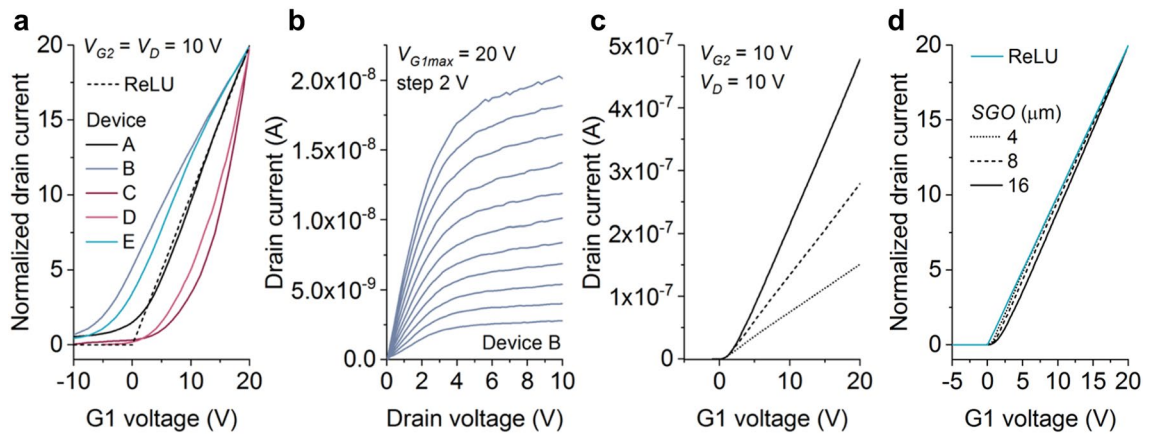 a
Normalized drain current
20
15
10
5
0
V_G2 = V_D = 10 V
ReLU
Device
A
B
C
D
E
-10 0 10 20
G1 voltage (V)
b
Drain current (A)
2.0x10⁻⁸
1.5x10⁻⁸
1.0x10⁻⁸
5.0x10⁻⁹
0.0
V_G1max = 20 V
step 2 V
Device B
0 2 4 6 8 10
Drain voltage (V)
c
Drain current (A)
5x10⁻⁷
4x10⁻⁷
3x10⁻⁷
2x10⁻⁷
1x10⁻⁷
0
V_G2 = 10 V
V_D = 10 V
0 10 20
G1 voltage (V)
d
Normalized drain current
20
15
10
5
0
ReLU
SGO (μm)
4
8
16
-5 0 5 10 15 20
G1 voltage (V)